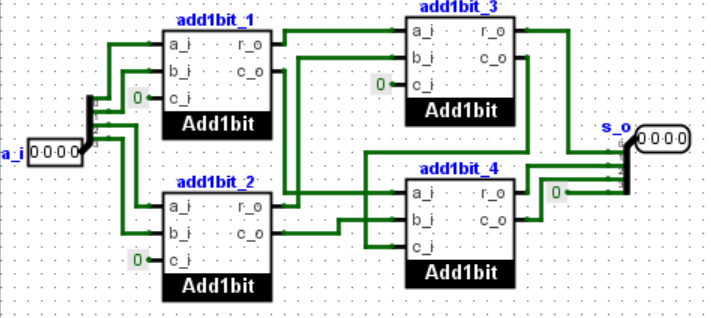 add1bit_1
a_i r_o
b_i c_o
0 c_i
Add1bit
add1bit_3
a_i r_o
b_i c_o
0 c_i
Add1bit
a_i 0 0 0 0
add1bit_2
a_i r_o
b_i c_o
0 c_i
Add1bit
add1bit_4
a_i r_o
b_i c_o
c_i
Add1bit
0
s_o 0 0 0 0